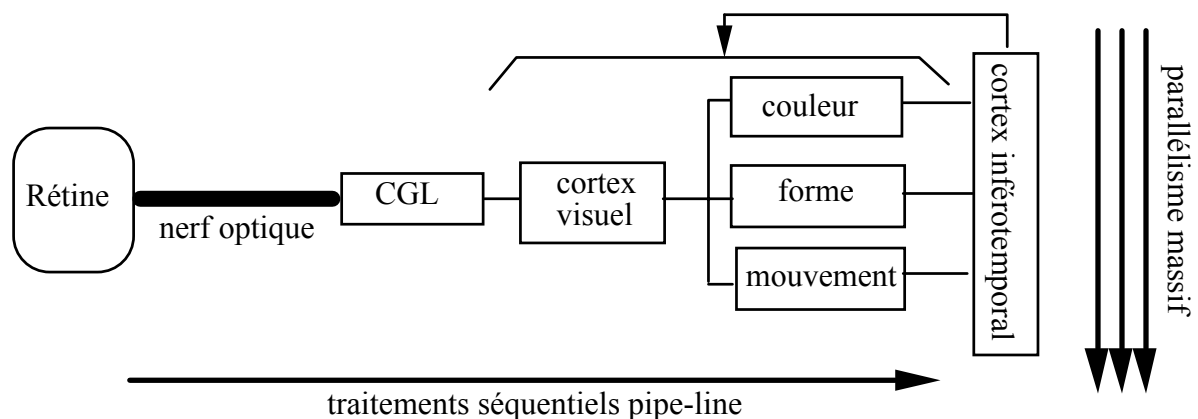 Rétine
nerf optique
CGL
cortex
visuel
couleur
forme
mouvement
cortex inférotemporal
parallélisme massif
traitements séquentiels pipe-line